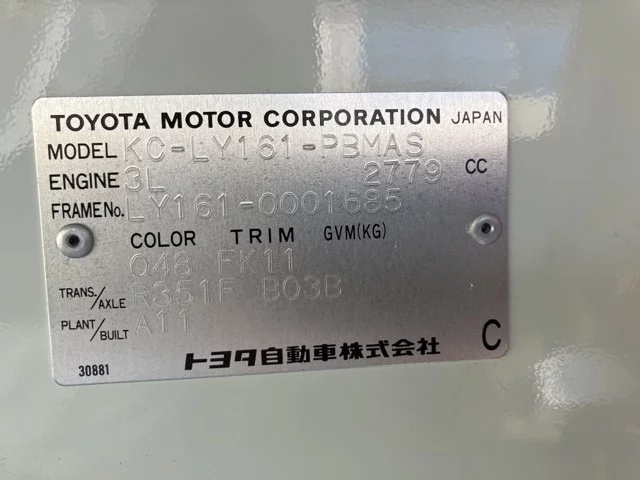 TOYOTA MOTOR CORPORATION JAPAN
MODEL KC-LY161-PBMAS
ENGINE 3L 2779 CC
FRAME No. LY161-0001685
COLOR TRIM GVM(KG)
048 FK11
TRANS./AXLE R351F B03B
PLANT/BUILT A11
トヨタ自動車株式会社 C
30881